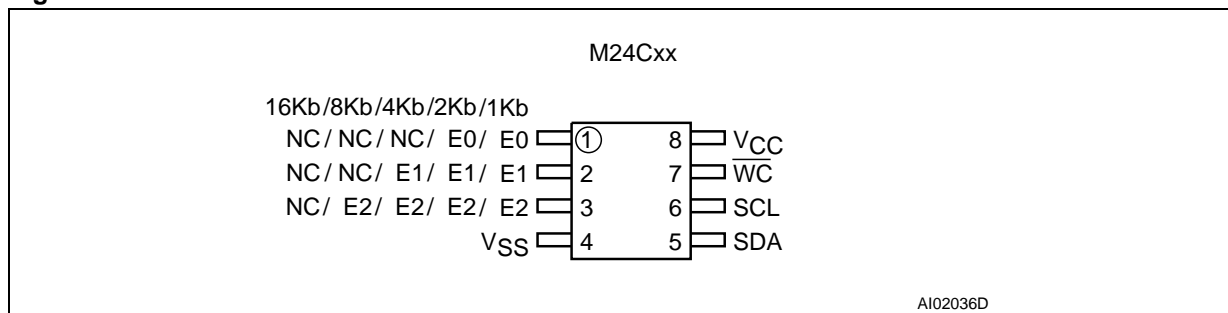 M24Cxx
16Kb/8Kb/4Kb/2Kb/1Kb
NC/ NC/ NC/ E0/ E0 1 8 VCC
NC/ NC/ E1/ E1/ E1 2 7 W̅C̅
NC/ E2/ E2/ E2/ E2 3 6 SCL
VSS 4 5 SDA
AI02036D